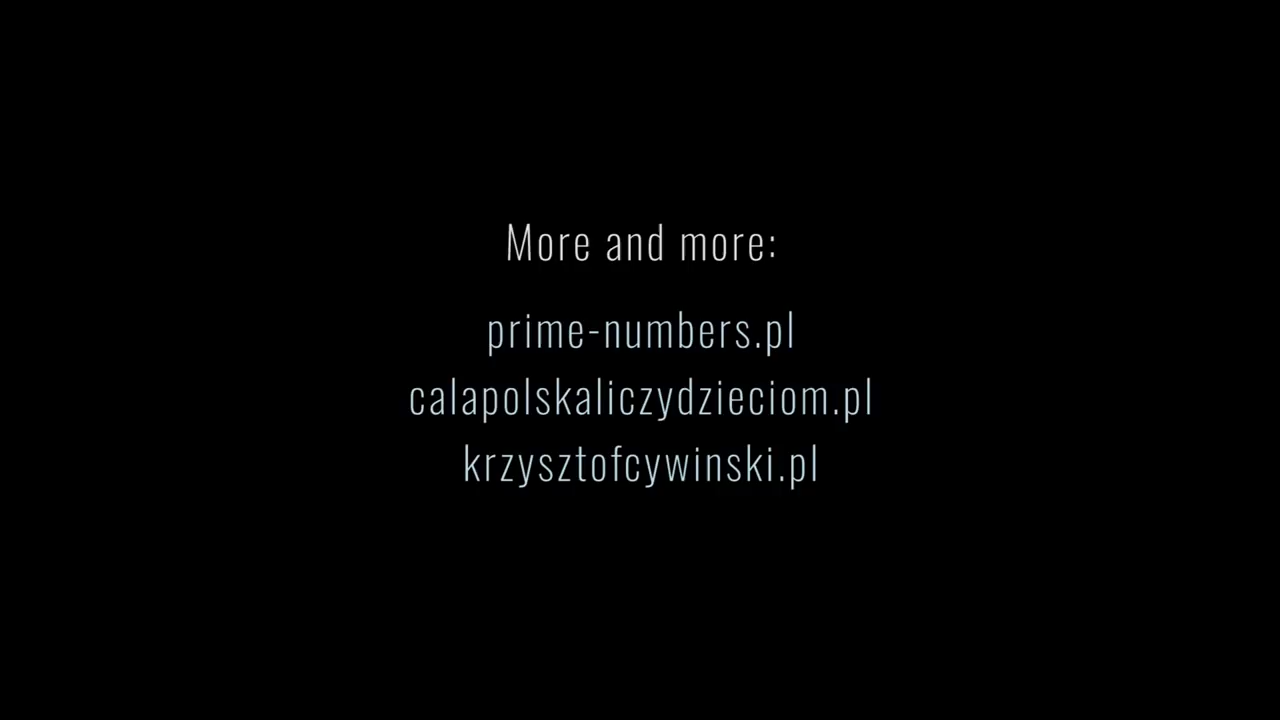 More and more:
prime-numbers.pl
calapolskaliczydzieciom.pl
krzysztofcywinski.pl